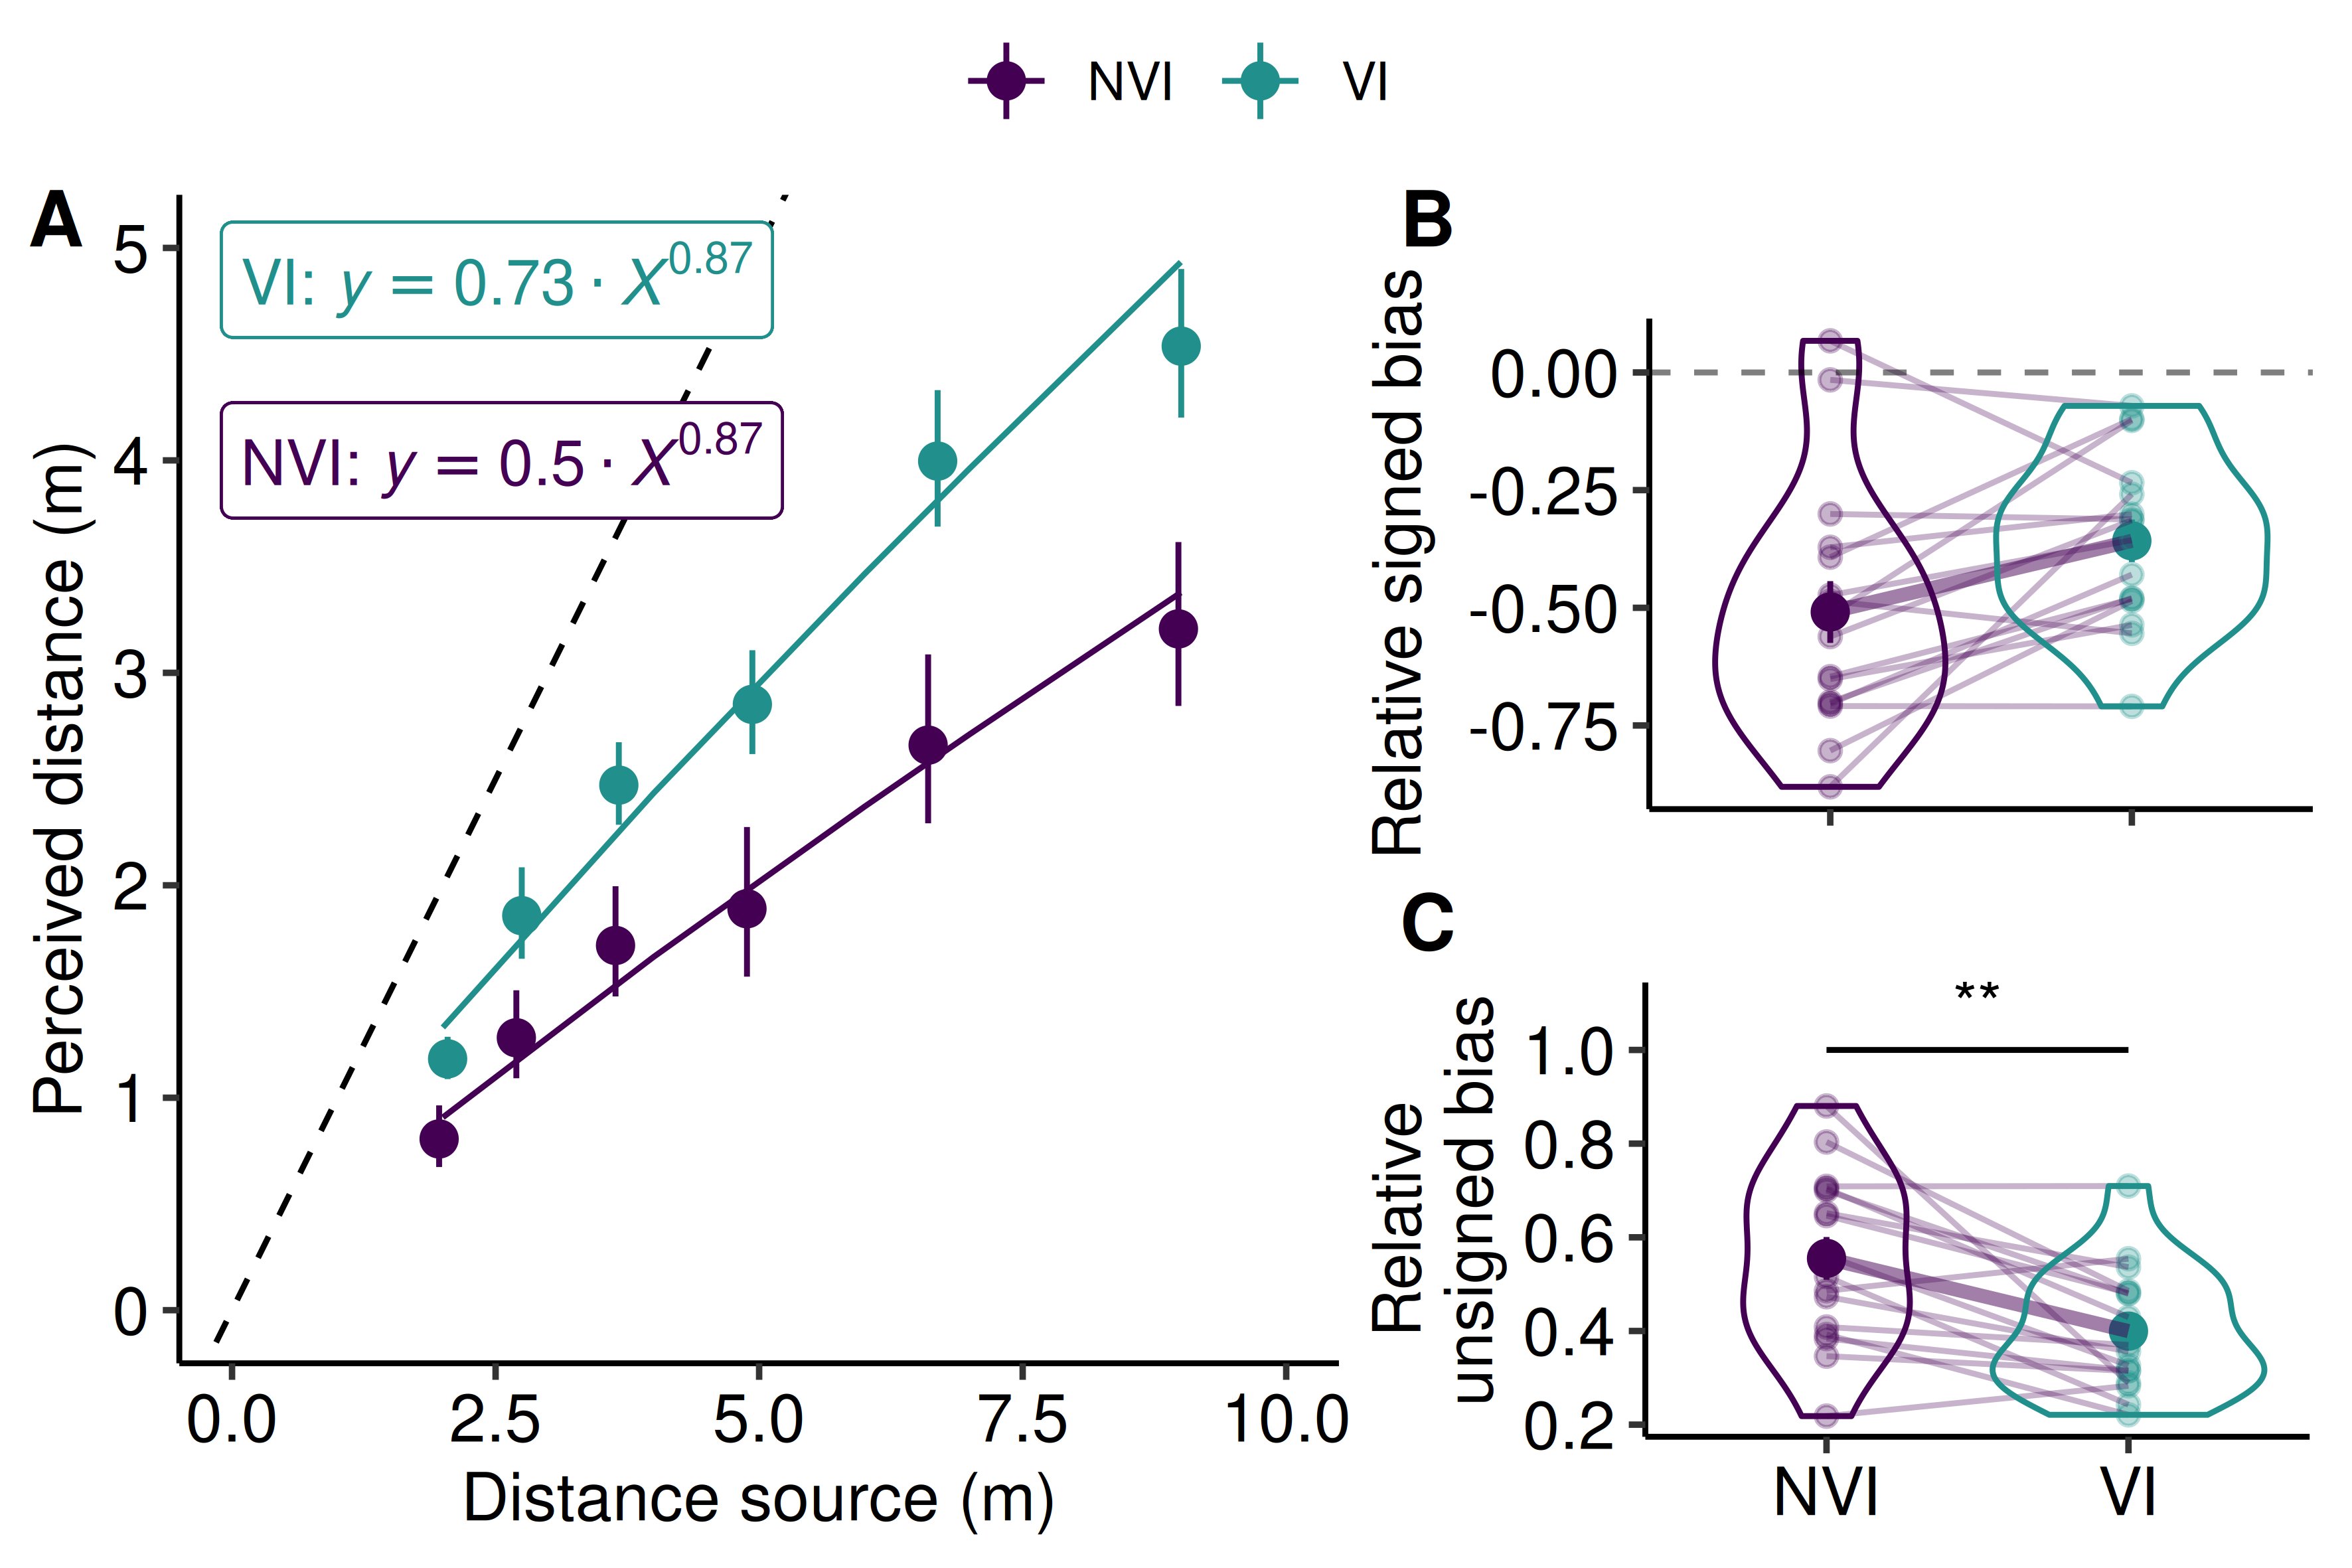 NVI VI
A
VI: y = 0.73 · X^0.87
NVI: y = 0.5 · X^0.87
Perceived distance (m)
5
4
3
2
1
0
0.0 2.5 5.0 7.5 10.0
Distance source (m)
B
Relative signed bias
0.00
-0.25
-0.50
-0.75
C
Relative
unsigned bias
**
1.0
0.8
0.6
0.4
0.2
NVI VI